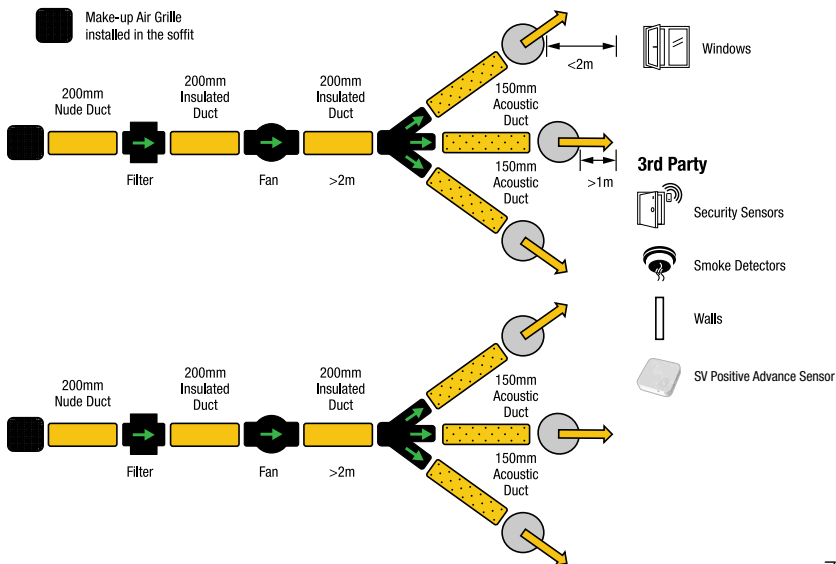 Make-up Air Grille
installed in the soffit
200mm
Nude Duct
200mm
Insulated
Duct
200mm
Insulated
Duct
150mm
Acoustic
Duct
150mm
Acoustic
Duct
Filter
Fan
>2m
<2m
>1m
Windows
3rd Party
Security Sensors
Smoke Detectors
Walls
SV Positive Advance Sensor
200mm
Nude Duct
200mm
Insulated
Duct
200mm
Insulated
Duct
150mm
Acoustic
Duct
150mm
Acoustic
Duct
Filter
Fan
>2m